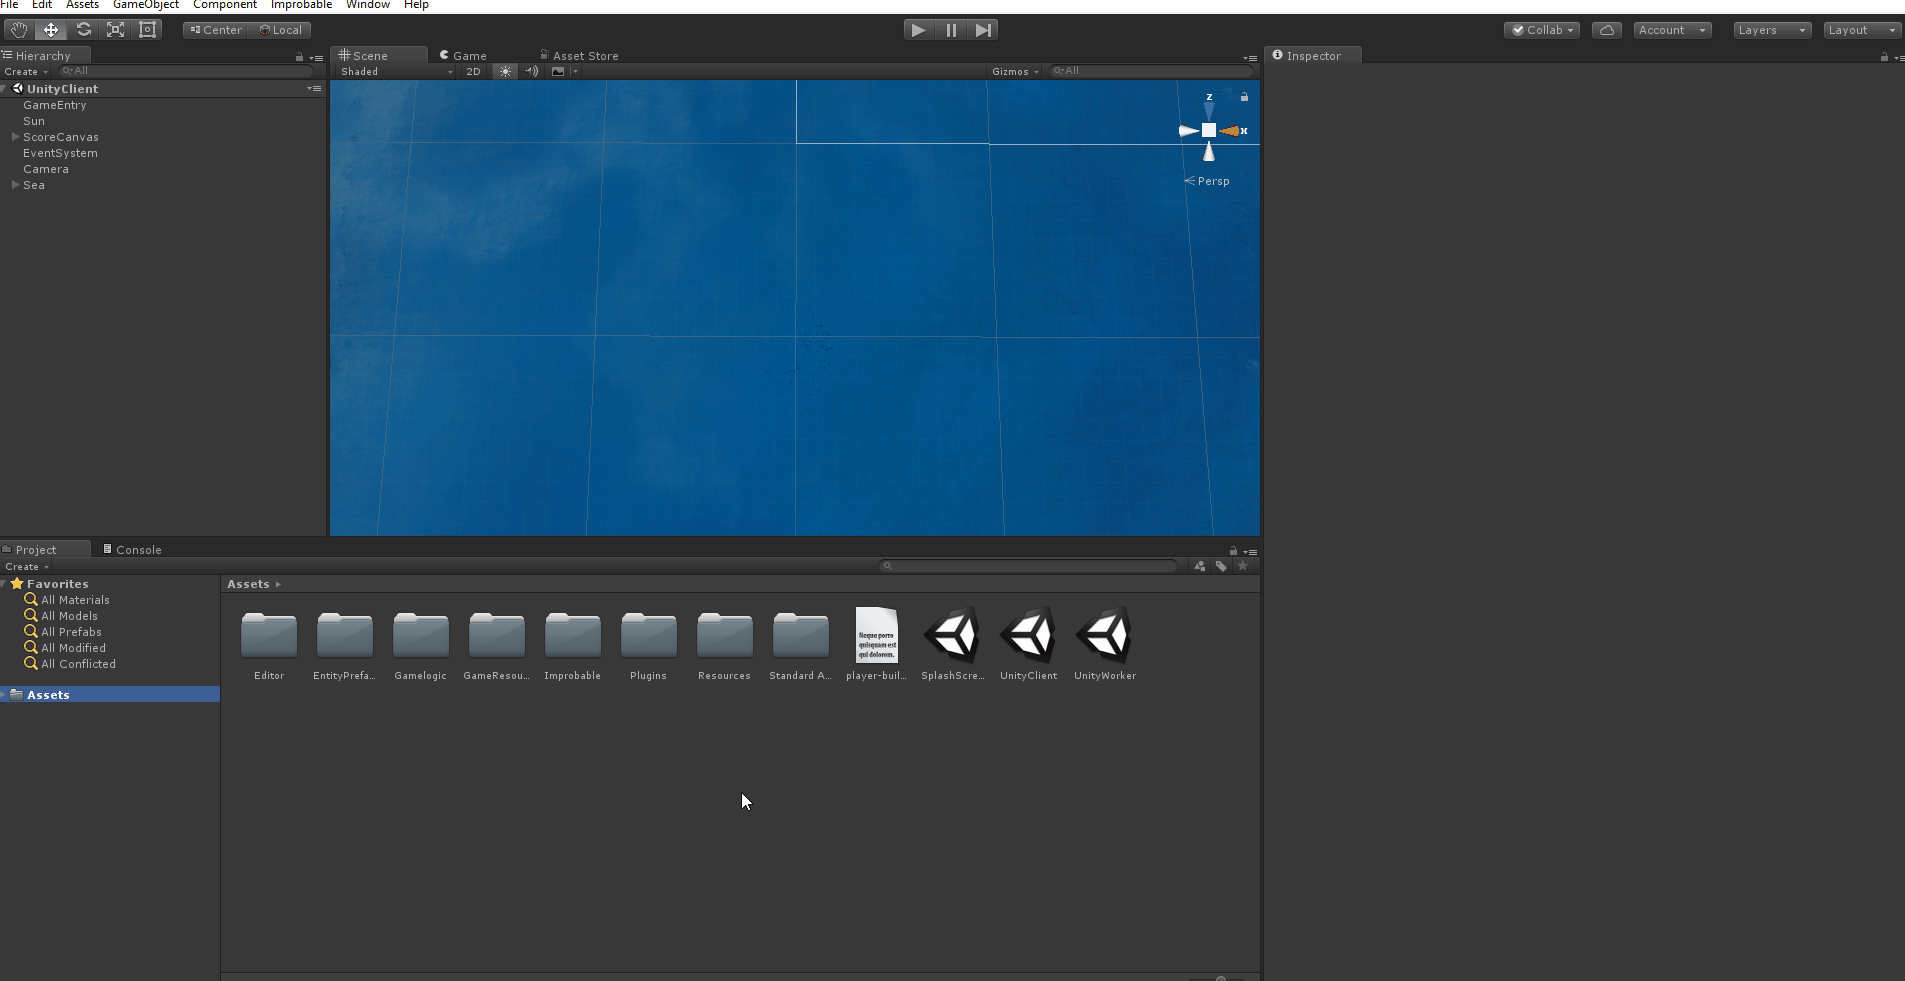 File Edit Assets GameObject Component Improbable Window Help
Center Local Collab Account Layers Layout
Hierarchy
Create All
UnityClient
GameEntry
Sun
ScoreCanvas
EventSystem
Camera
Sea
Scene Game Asset Store
Shaded 2D Gizmos All
z
x
Persp
Inspector
Project Console
Create
Favorites
All Materials
All Models
All Prefabs
All Modified
All Conflicted
Assets
Assets
Neque porro
quisquam est
qui dolorem.
Editor EntityPrefa... Gamelogic GameResou... Improbable Plugins Resources Standard A... player-buil... SplashScre... UnityClient UnityWorker